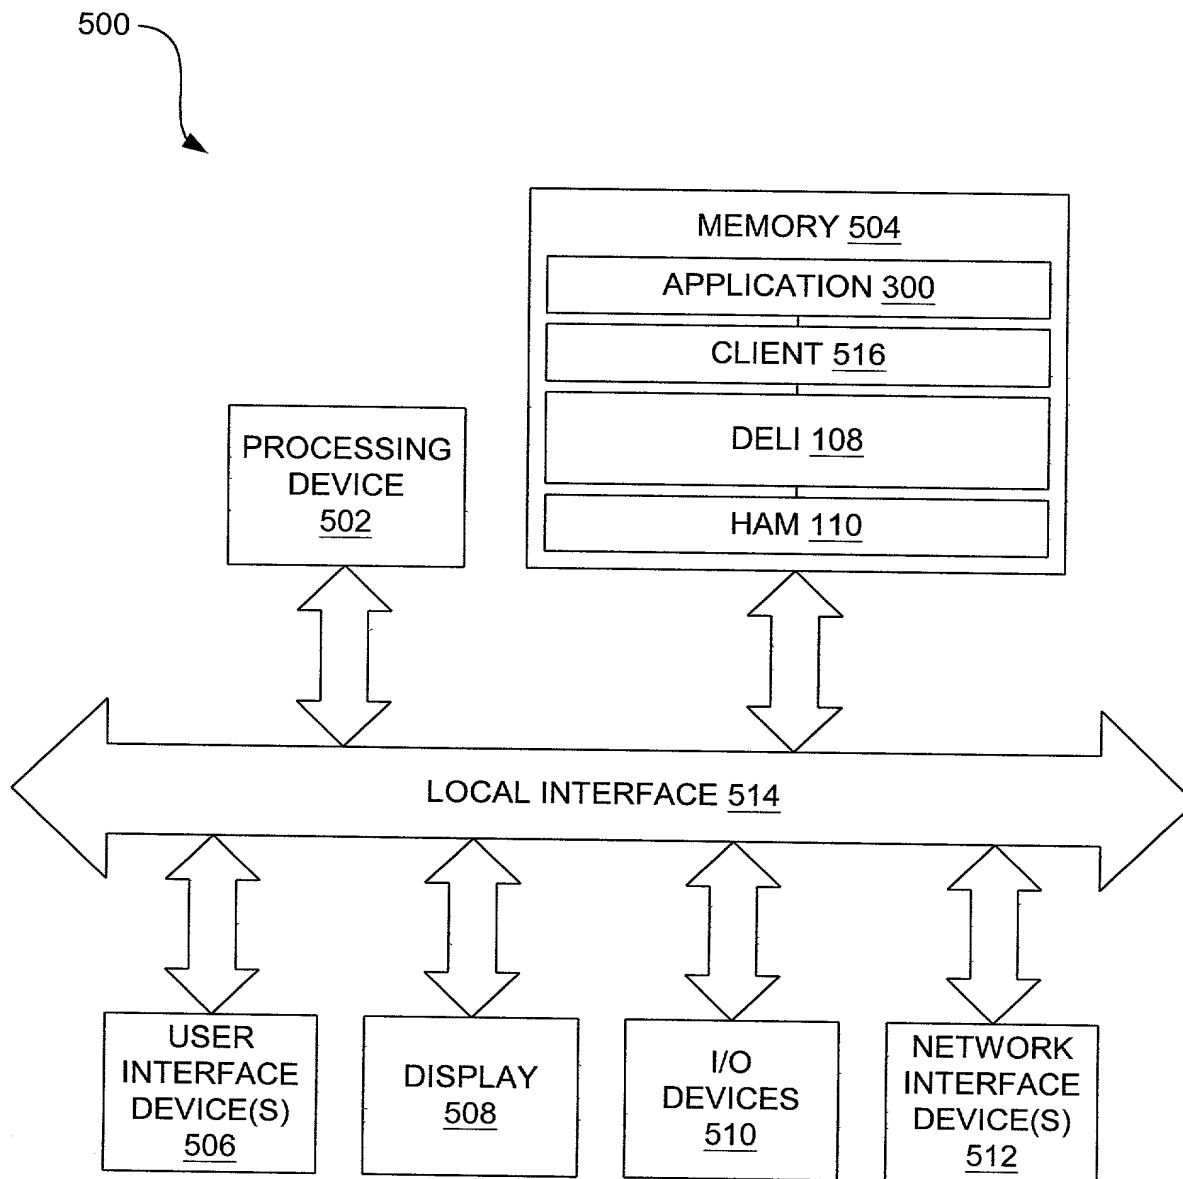 500
MEMORY 504
APPLICATION 300
CLIENT 516
DELI 108
HAM 110
PROCESSING
DEVICE
502
LOCAL INTERFACE 514
USER
INTERFACE
DEVICE(S)
506
DISPLAY
508
I/O
DEVICES
510
NETWORK
INTERFACE
DEVICE(S)
512